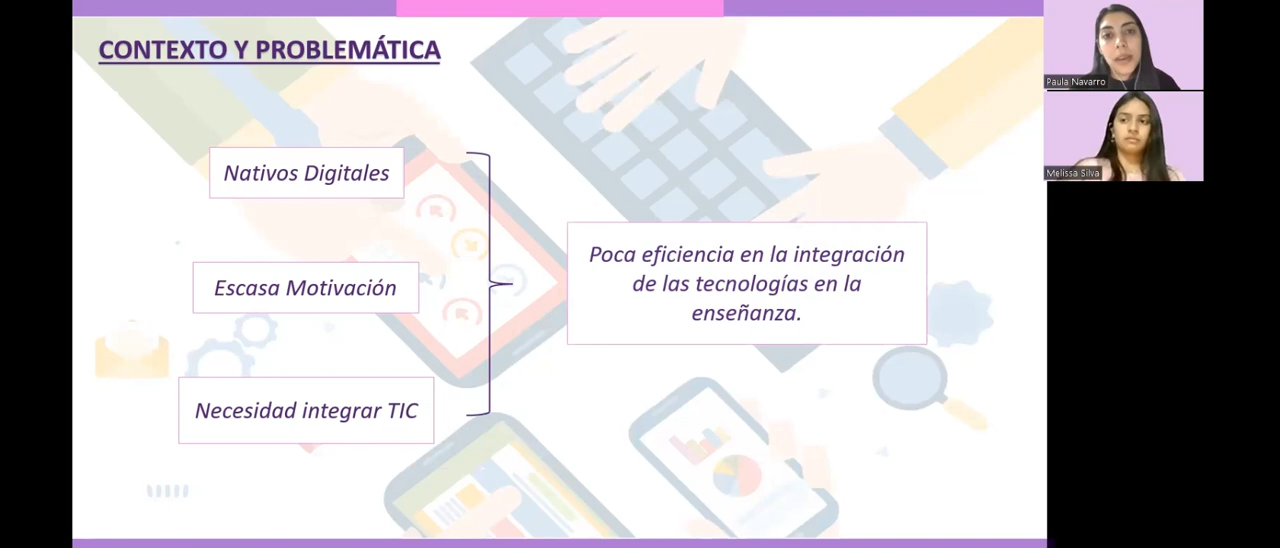 CONTEXTO Y PROBLEMÁTICA
Nativos Digitales
Escasa Motivación
Necesidad integrar TIC
Poca eficiencia en la integración
de las tecnologías en la
enseñanza.
Paula Navarro
Melissa Silva